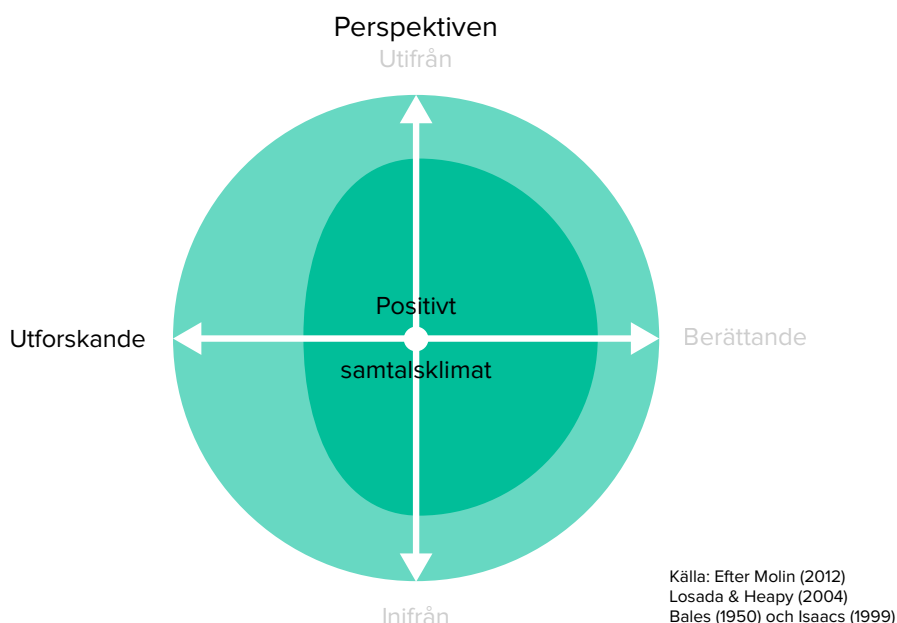 Perspektiven
Utifrån
Positivt
Utforskande
Berättande
samtalsklimat
Källa: Efter Molin (2012)
Losada & Heapy (2004)
Bales (1950) och Isaacs (1999)
Inifrån